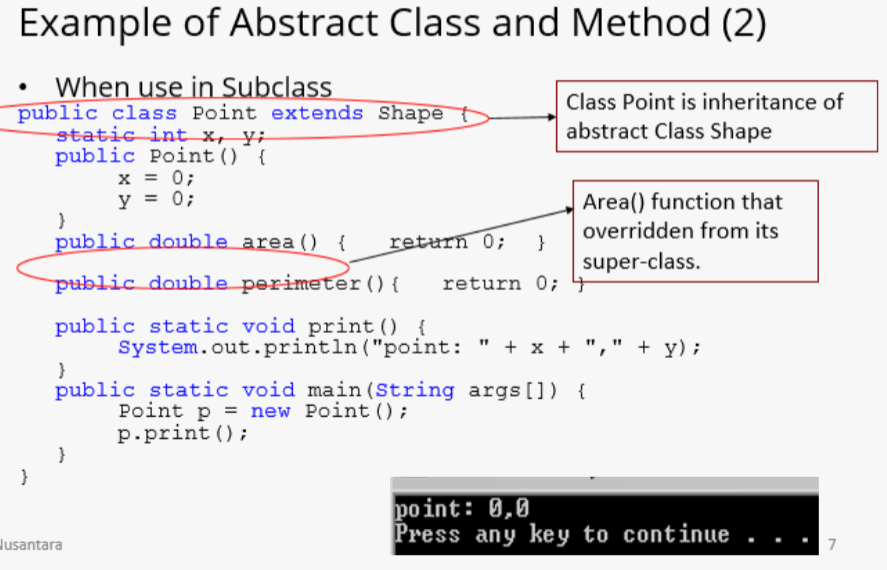 Example of Abstract Class and Method (2)
• When use in Subclass
public class Point extends Shape {
static int x, y;
public Point() {
x = 0;
y = 0;
}
public double area() {   return 0;  }
public double perimeter(){   return 0; }
public static void print() {
System.out.println("point: " + x + "," + y);
}
public static void main(String args[]) {
Point p = new Point();
p.print();
}
}
Class Point is inheritance of
abstract Class Shape
Area() function that
overridden from its
super-class.
point: 0,0
Press any key to continue . . .
Nusantara
7